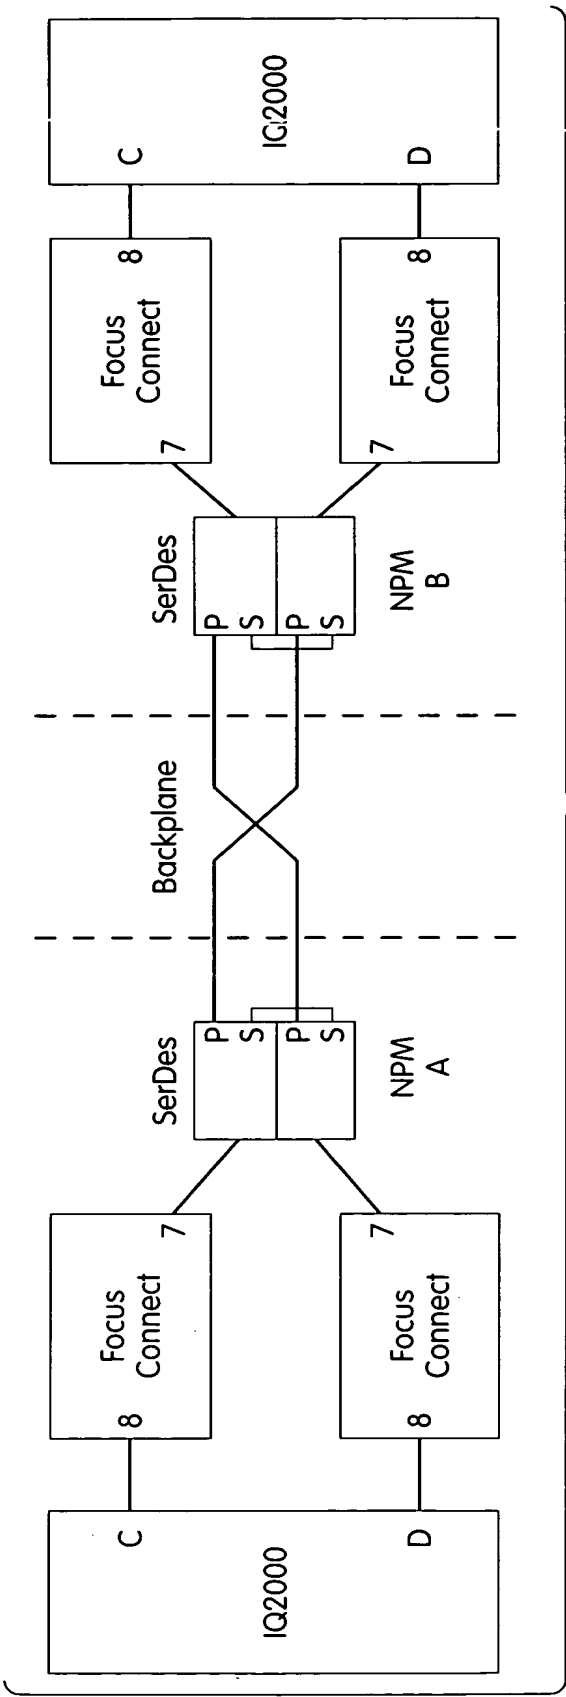 IQ2000
C
D
8
Focus
Connect
7
8
Focus
Connect
7
SerDes
P
S
P
S
NPM
A
Backplane
SerDes
P
S
P
S
NPM
B
7
Focus
Connect
8
7
Focus
Connect
8
C
D
IQ2000